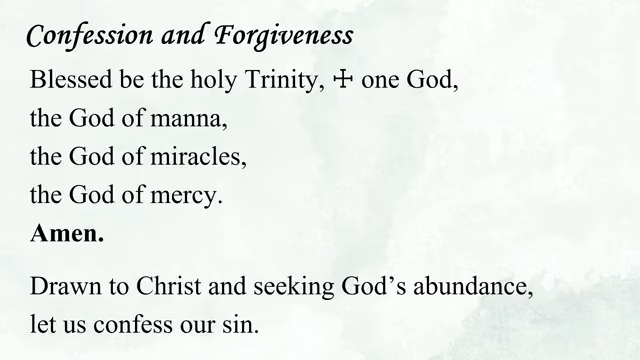 Confession and Forgiveness
Blessed be the holy Trinity, ☩ one God,
the God of manna,
the God of miracles,
the God of mercy.
Amen.
Drawn to Christ and seeking God’s abundance,
let us confess our sin.